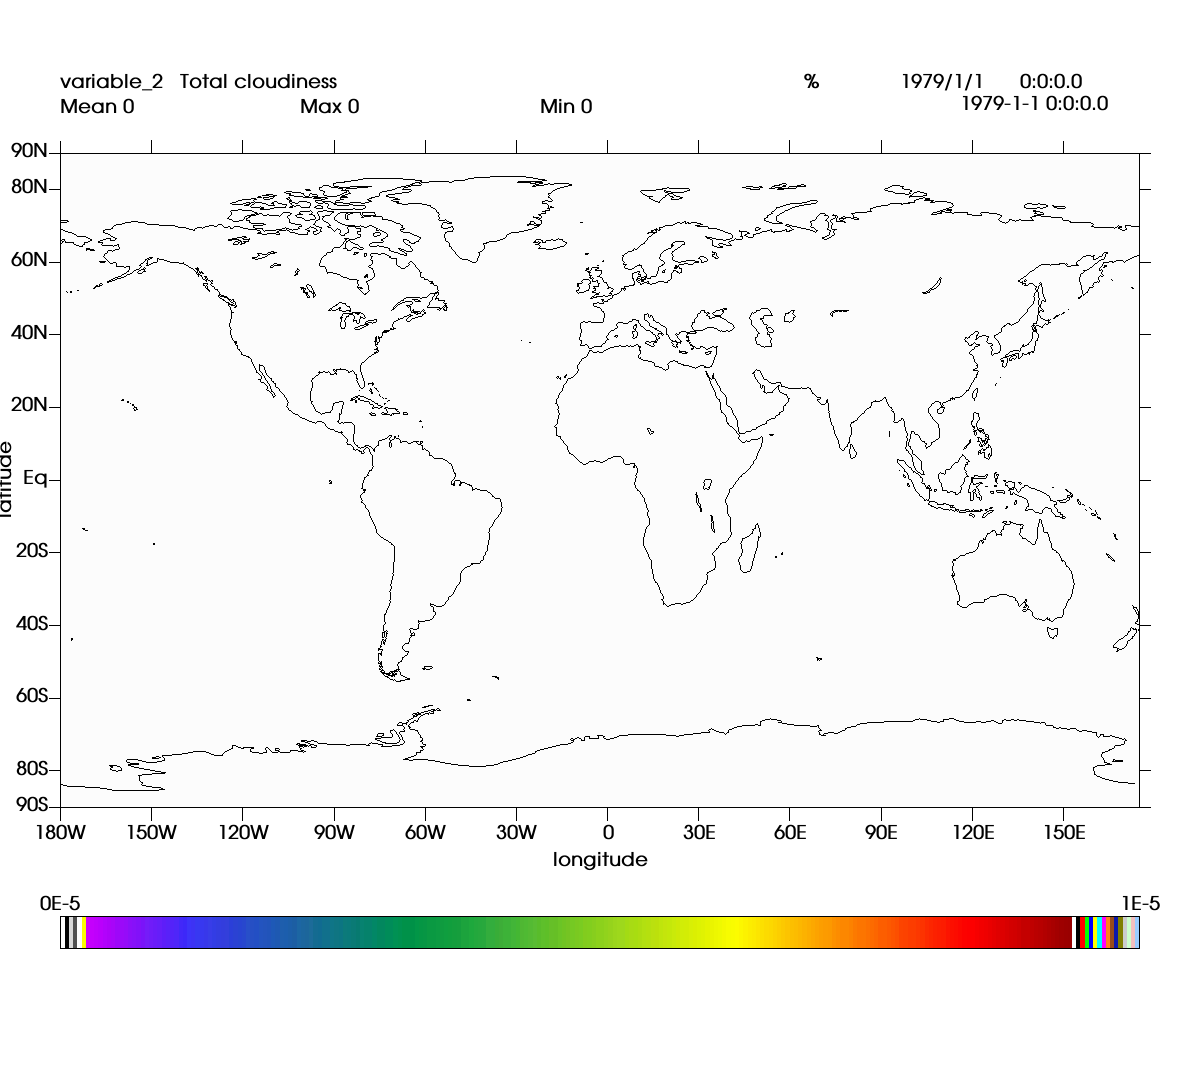 variable_2 Total cloudiness % 1979/1/1 0:0:0.0
Mean 0 Max 0 Min 0 1979-1-1 0:0:0.0
90N
80N
60N
40N
20N
Eq
20S
40S
60S
80S
90S
latitude
180W 150W 120W 90W 60W 30W 0 30E 60E 90E 120E 150E
longitude
0E-5 1E-5